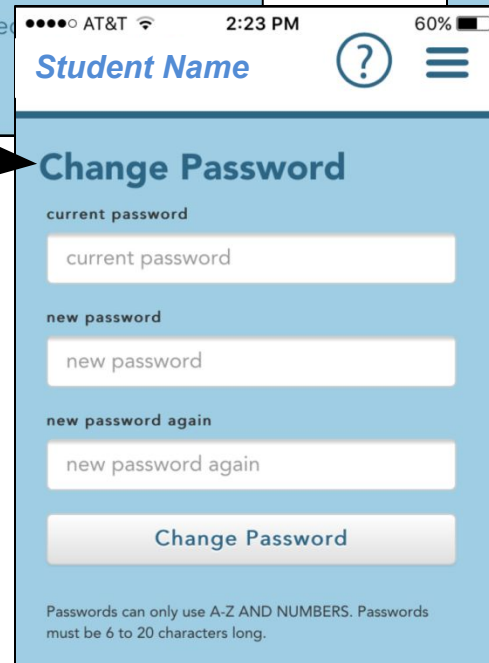 AT&T 2:23 PM 60%
Student Name ?
Change Password
current password
current password
new password
new password
new password again
new password again
Change Password
Passwords can only use A-Z AND NUMBERS. Passwords
must be 6 to 20 characters long.